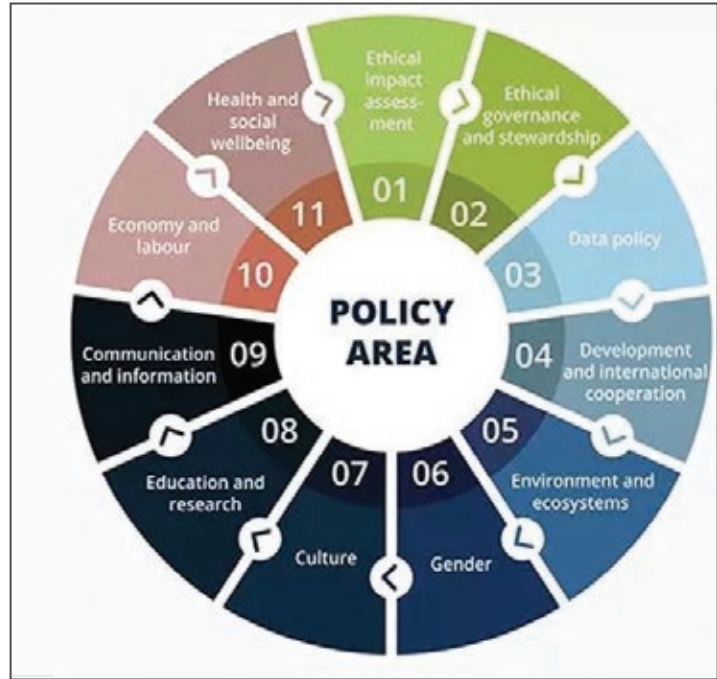 POLICY
AREA
01
Ethical
impact
assess-
ment
02
Ethical
governance
and stewardship
03
Data policy
04
Development
and international
cooperation
05
Environment and
ecosystems
06
Gender
07
Culture
08
Education and
research
09
Communication
and information
10
Economy and
labour
11
Health and
social
wellbeing